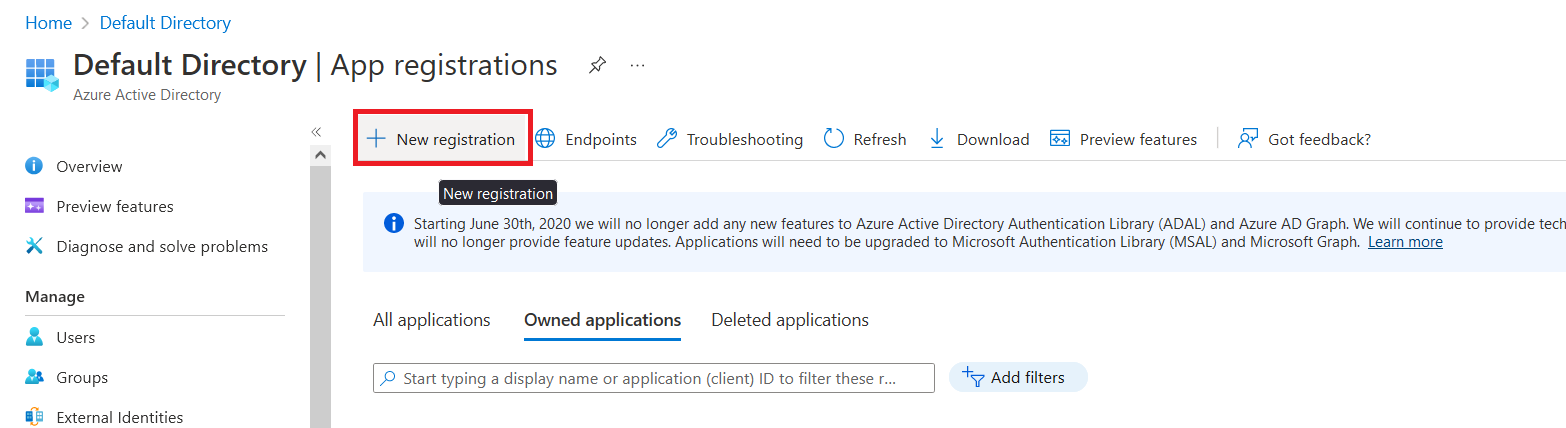 Home > Default Directory
Default Directory | App registrations ...
Azure Active Directory
«
New registration Endpoints Troubleshooting Refresh Download Preview features Got feedback?
New registration
Overview
Preview features
Diagnose and solve problems
Manage
Users
Groups
External Identities
Starting June 30th, 2020 we will no longer add any new features to Azure Active Directory Authentication Library (ADAL) and Azure AD Graph. We will continue to provide tech
will no longer provide feature updates. Applications will need to be upgraded to Microsoft Authentication Library (MSAL) and Microsoft Graph. Learn more
All applications Owned applications Deleted applications
Start typing a display name or application (client) ID to filter these r... Add filters